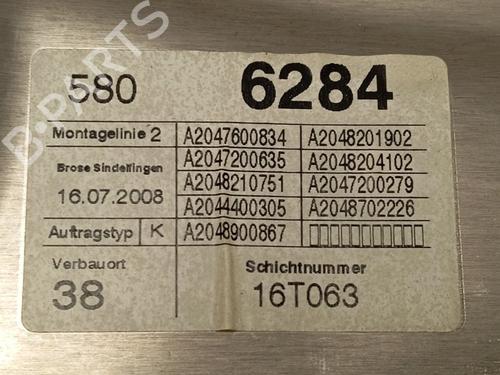 580 6284
Montagelinie 2 A2047600834 A2048201902
Brose Sindelfingen A2047200635 A2048204102
16.07.2008 A2048210751 A2047200279
A2044400305 A2048702226
Auftragstyp K A2048900867 ▯▯▯▯▯▯▯▯▯▯▯
Verbauort Schichtnummer
38 16T063
B-PARTS